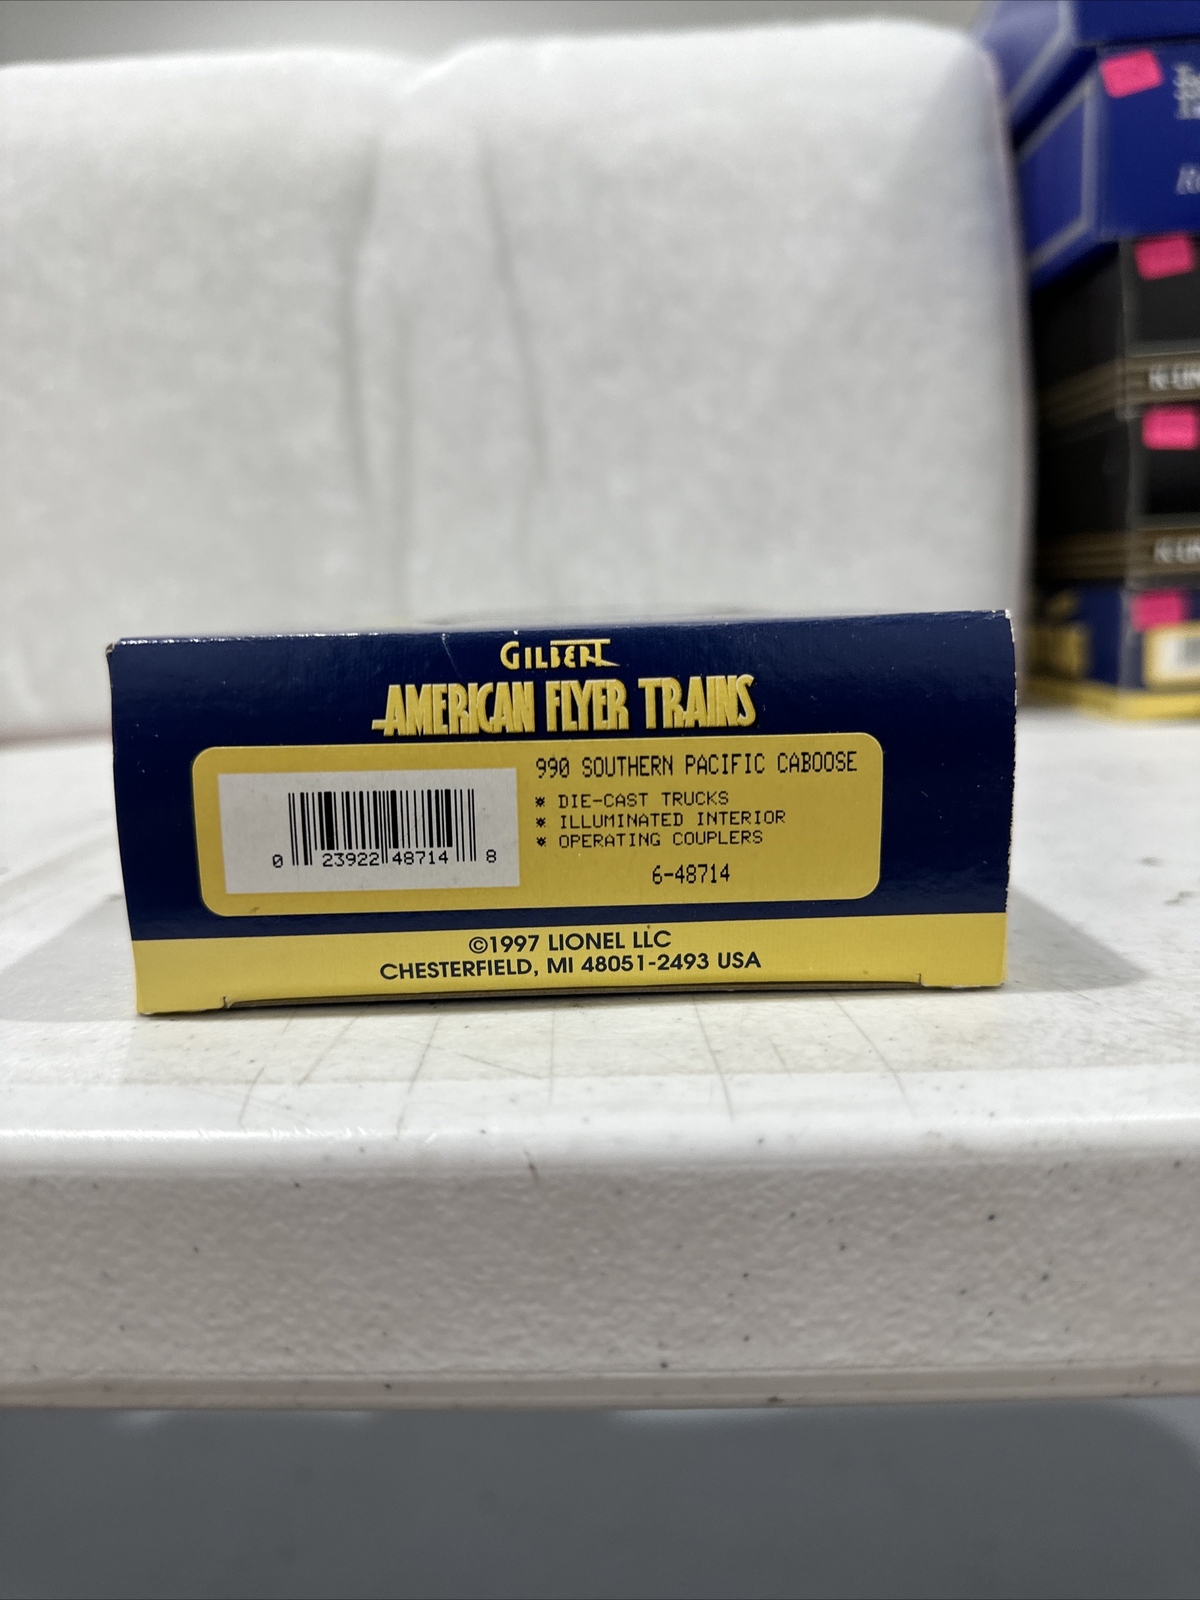 GILBERT
AMERICAN FLYER TRAINS
990 SOUTHERN PACIFIC CABOOSE
* DIE-CAST TRUCKS
* ILLUMINATED INTERIOR
* OPERATING COUPLERS
6-48714
0 23922 48714 8
©1997 LIONEL LLC
CHESTERFIELD, MI 48051-2493 USA